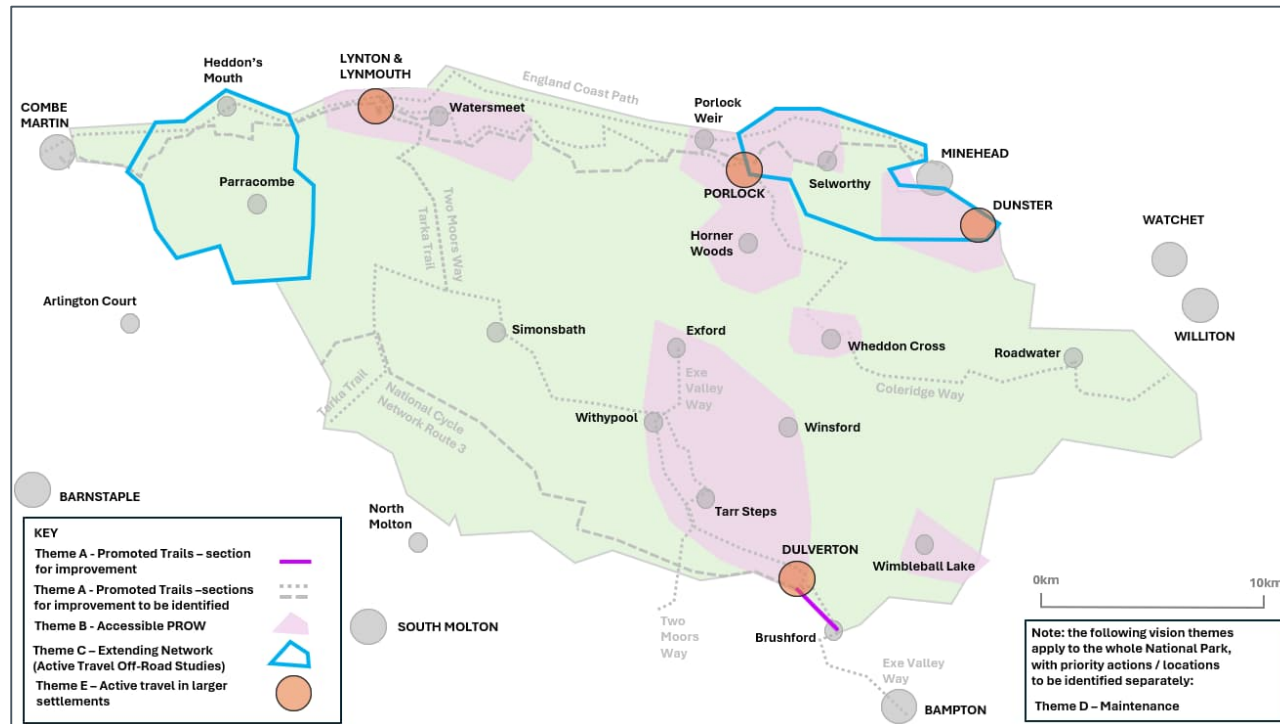 Heddon's
Mouth
LYNTON &
LYNMOUTH
England Coast Path
COMBE
MARTIN
Watersmeet
Porlock
Weir
MINEHEAD
Parracombe
Selworthy
PORLOCK
DUNSTER
WATCHET
Two Moors Way
Tarka Trail
Horner
Woods
Arlington Court
Simonsbath
Exford
Wheddon Cross
WILLITON
Roadwater
Tarka Trail
National Cycle
Network Route 3
Exe
Valley
Way
Coleridge Way
Withypool
Winsford
BARNSTAPLE
Tarr Steps
North
Molton
DULVERTON
Wimbleball Lake
SOUTH MOLTON
Two
Moors
Way
Brushford
Exe Valley
Way
BAMPTON
0km
10km
KEY
Theme A - Promoted Trails – section
for improvement
Theme A - Promoted Trails –sections
for improvement to be identified
Theme B - Accessible PROW
Theme C – Extending Network
(Active Travel Off-Road Studies)
Theme E – Active travel in larger
settlements
Note: the following vision themes
apply to the whole National Park,
with priority actions / locations
to be identified separately:
Theme D – Maintenance